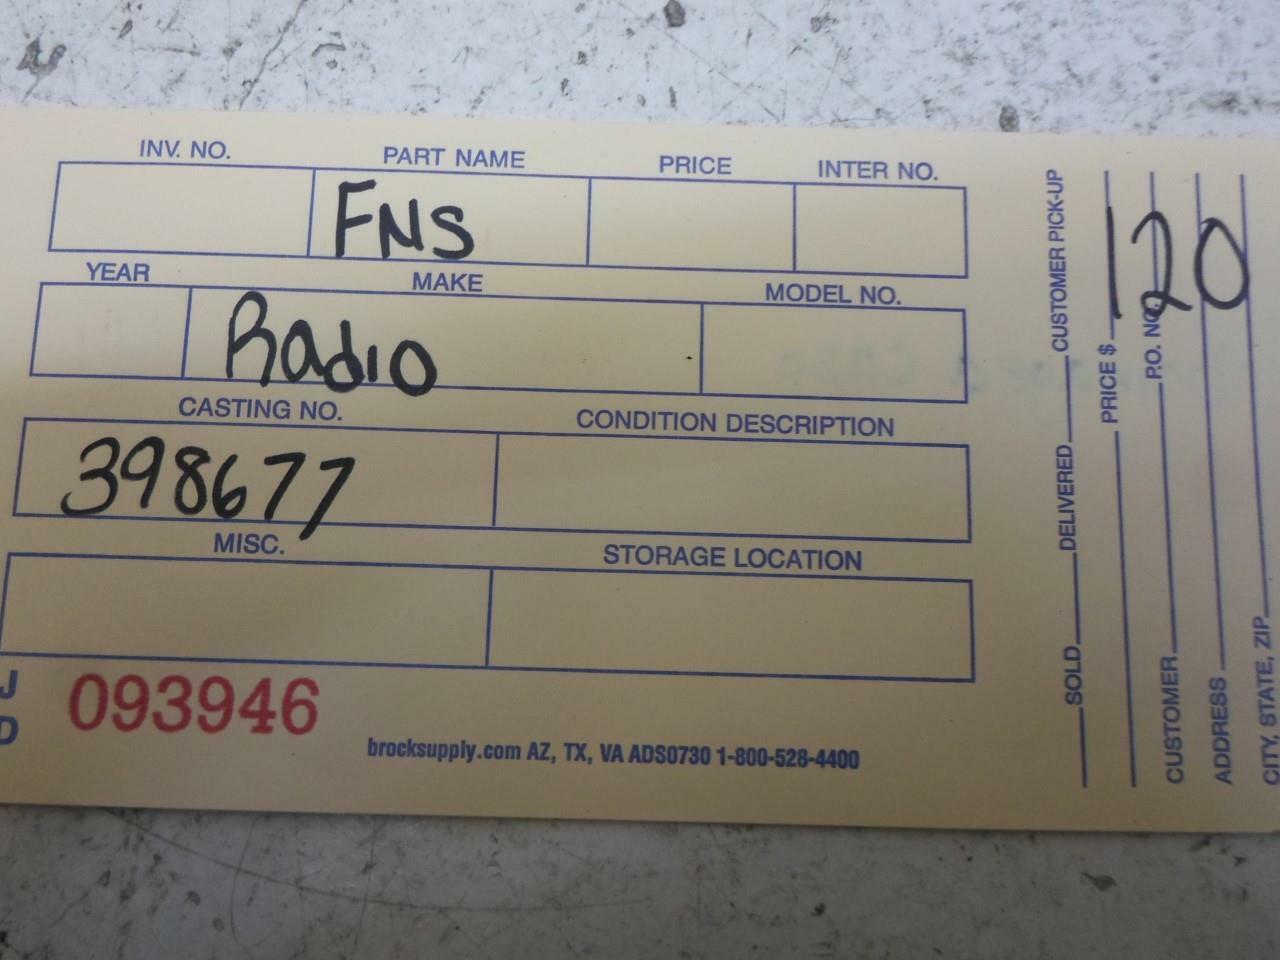 INV. NO. PART NAME PRICE INTER NO.
FNS
YEAR MAKE MODEL NO.
Radio
CASTING NO. CONDITION DESCRIPTION
398677
MISC. STORAGE LOCATION
J
D
093946
brocksupply.com AZ, TX, VA ADS0730 1-800-528-4400
SOLD DELIVERED CUSTOMER PICK-UP
PRICE $ 120
CUSTOMER P.O. NO.
ADDRESS
CITY, STATE, ZIP